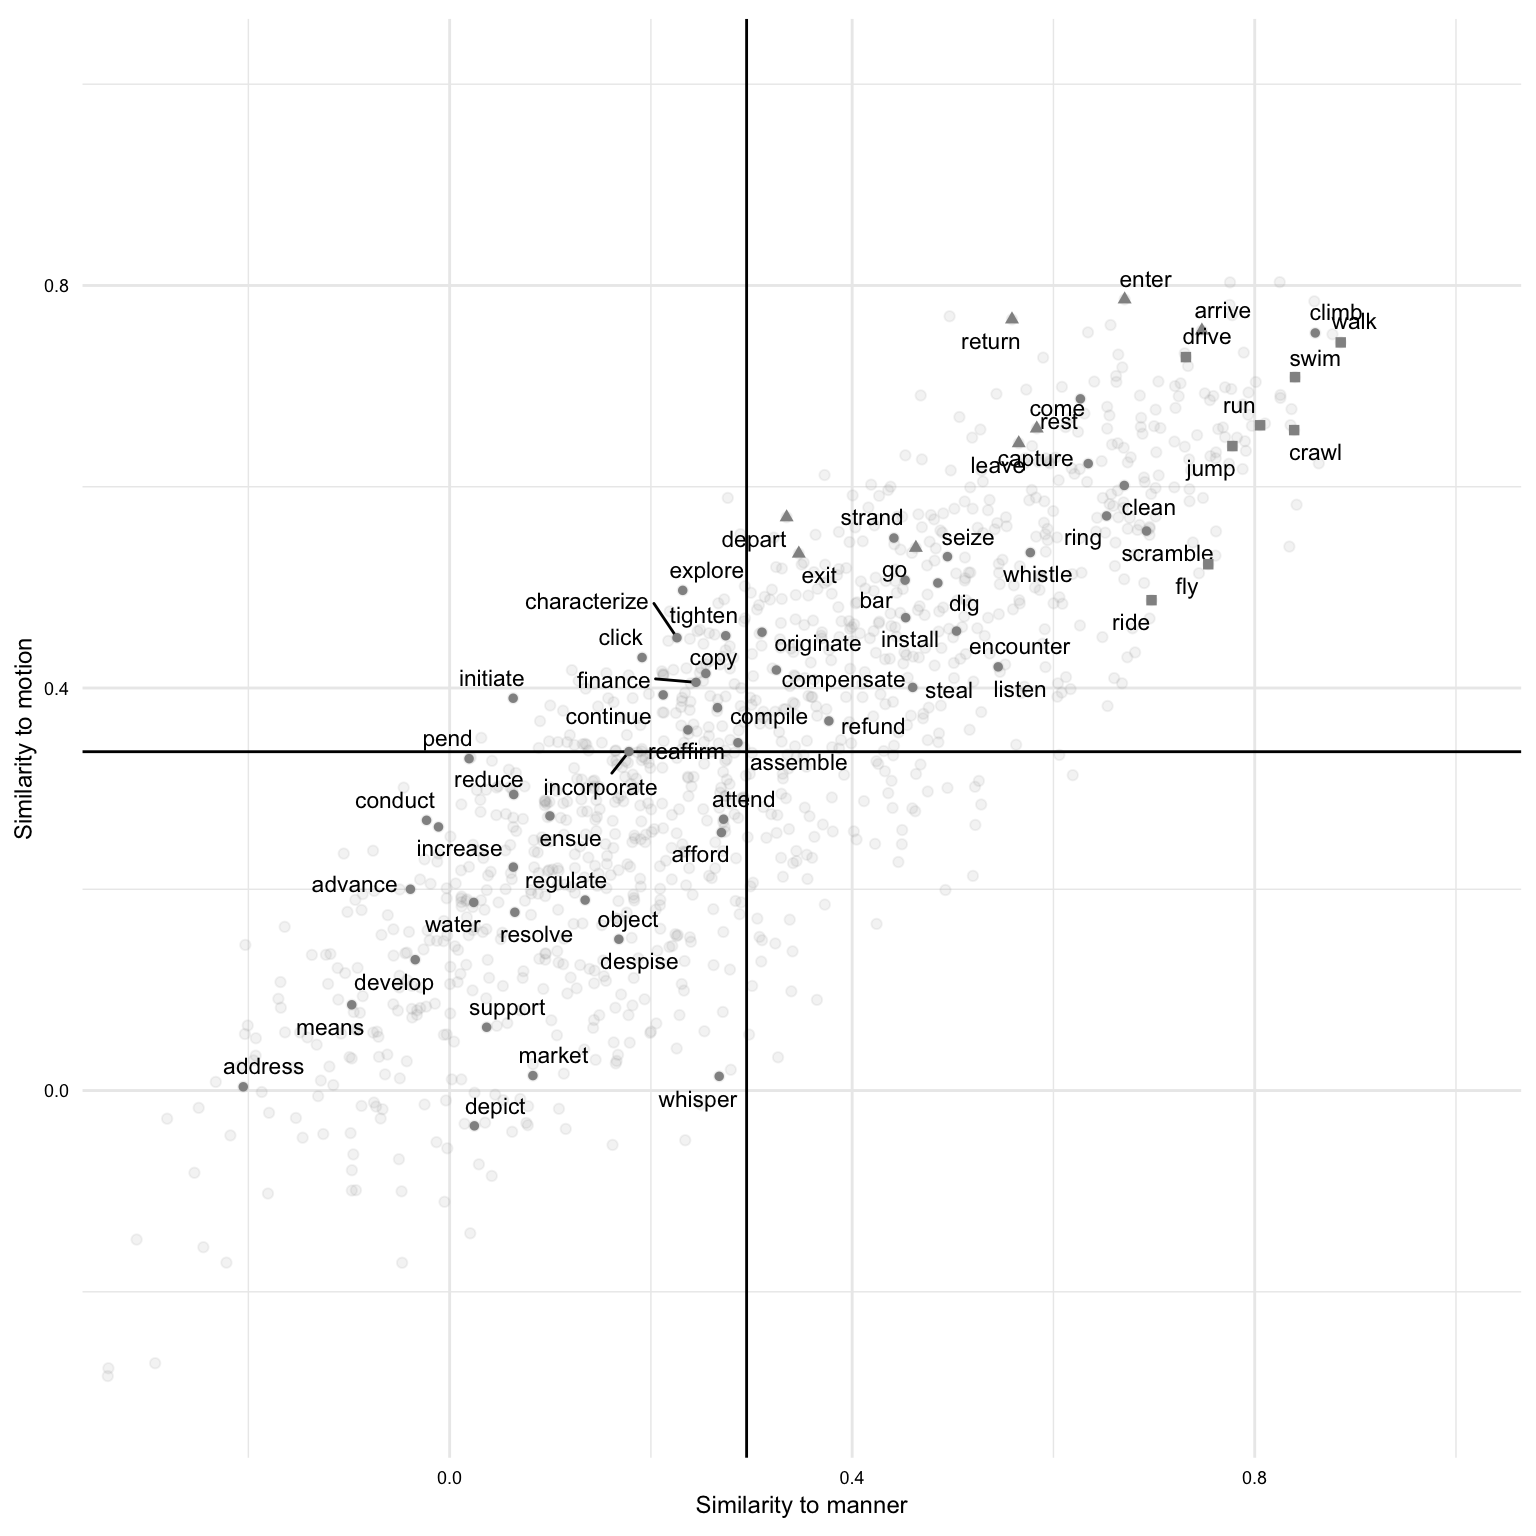 enter
arrive
climb
walk
drive
return
swim
run
come
rest
crawl
leave
capture
jump
clean
strand
depart
seize
ring
scramble
explore
exit
go
whistle
fly
characterize
tighten
bar
dig
ride
click
originate
install
encounter
copy
initiate
finance
compensate
steal
listen
continue
compile
refund
pend
reaffirm
assemble
reduce
incorporate
conduct
attend
increase
ensue
afford
advance
regulate
water
resolve
object
despise
develop
support
means
market
address
whisper
depict
0.8
0.4
0.0
Similarity to motion
0.0
0.4
0.8
Similarity to manner